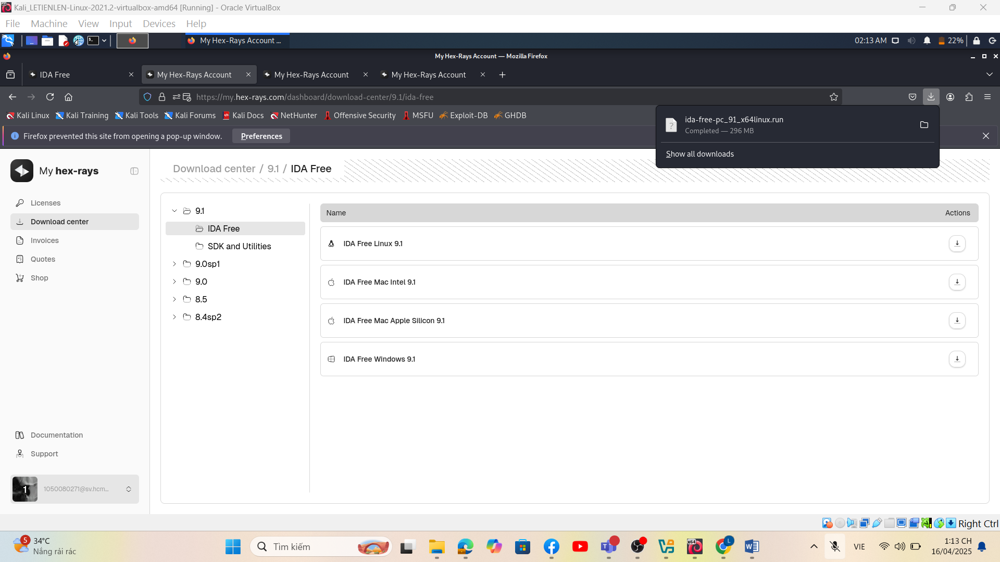 Kali_LETIENLEN-Linux-2021.2-virtualbox-amd64 [Running] - Oracle VirtualBox
File Machine View Input Devices Help
My Hex-Rays Account ... 02:13 AM 22%
My Hex-Rays Account — Mozilla Firefox
IDA Free My Hex-Rays Account My Hex-Rays Account My Hex-Rays Account
https://my.hex-rays.com/dashboard/download-center/9.1/ida-free
Kali Linux Kali Training Kali Tools Kali Forums Kali Docs NetHunter Offensive Security MSFU Exploit-DB GHDB
ida-free-pc_91_x64linux.run
Completed — 296 MB
Show all downloads
Firefox prevented this site from opening a pop-up window. Preferences
My hex-rays
Download center / 9.1 / IDA Free
Licenses
Download center
Invoices
Quotes
Shop
9.1
IDA Free
SDK and Utilities
9.0sp1
9.0
8.5
8.4sp2
Name Actions
IDA Free Linux 9.1
IDA Free Mac Intel 9.1
IDA Free Mac Apple Silicon 9.1
IDA Free Windows 9.1
Documentation
Support
1 1050080271@sv.hcm...
Right Ctrl
5 34°C
Nắng rải rác
Tìm kiếm
x64
L
VIE
1:13 CH
16/04/2025